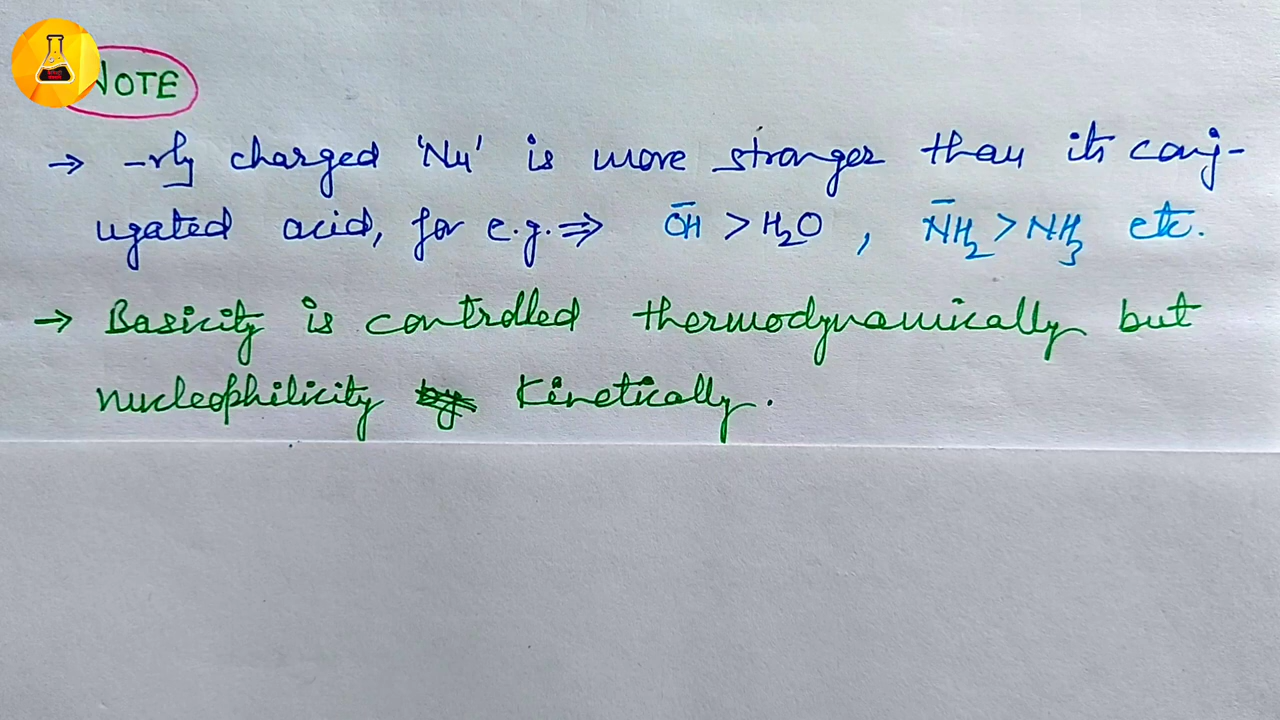 NOTE
→ -vely charged 'Nu' is more stronger than its conj-
ugated acid, for e.g. ⇒ ŌH > H₂O , N̄H₂ > NH₃ etc.
→ Basicity is controlled thermodynamically but
nucleophilicity Kinetically.